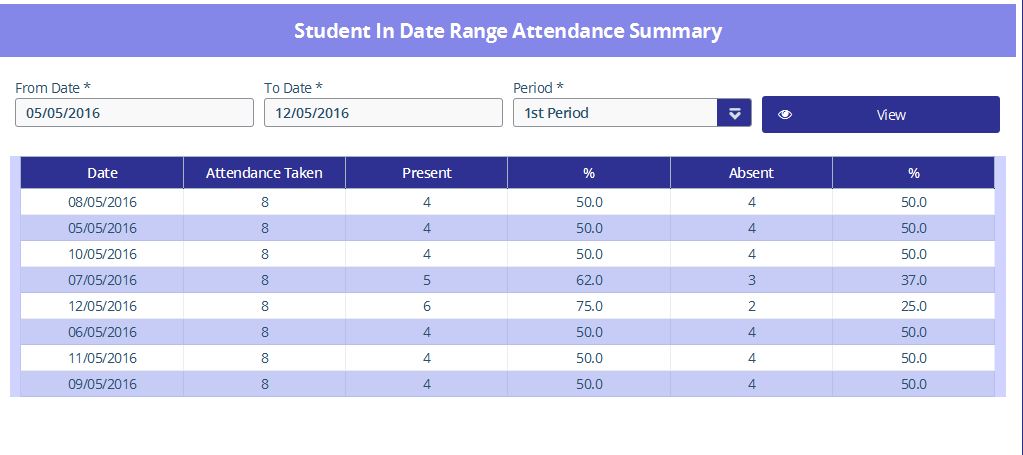 Student In Date Range Attendance Summary
From Date * To Date * Period *
05/05/2016 12/05/2016 1st Period View
Date Attendance Taken Present % Absent %
08/05/2016 8 4 50.0 4 50.0
05/05/2016 8 4 50.0 4 50.0
10/05/2016 8 4 50.0 4 50.0
07/05/2016 8 5 62.0 3 37.0
12/05/2016 8 6 75.0 2 25.0
06/05/2016 8 4 50.0 4 50.0
11/05/2016 8 4 50.0 4 50.0
09/05/2016 8 4 50.0 4 50.0